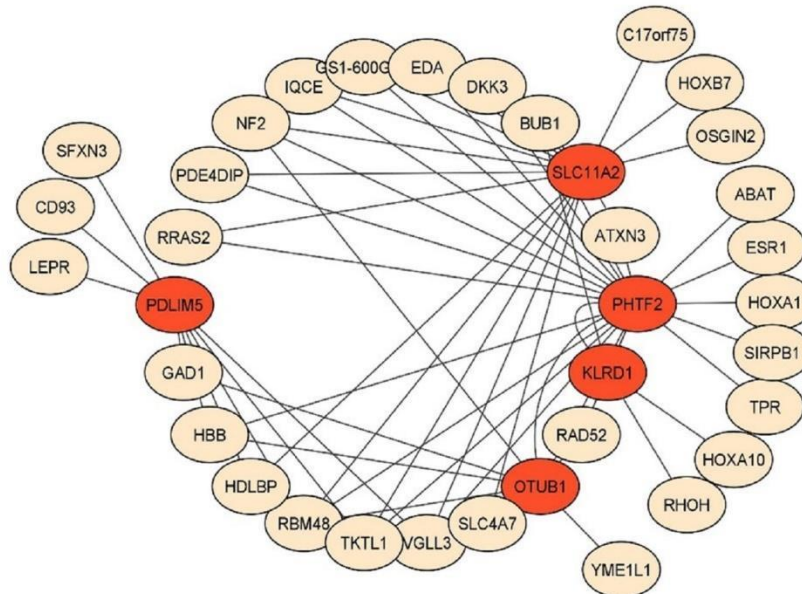 C17orf75
GS1-600G
EDA
IQCE
DKK3
HOXB7
NF2
BUB1
OSGIN2
SFXN3
PDE4DIP
SLC11A2
ABAT
CD93
RRAS2
ATXN3
ESR1
LEPR
PDLIM5
PHTF2
HOXA1
SIRPB1
GAD1
KLRD1
TPR
HBB
RAD52
HOXA10
HDLBP
OTUB1
RHOH
RBM48
TKTL1
VGLL3
SLC4A7
YME1L1